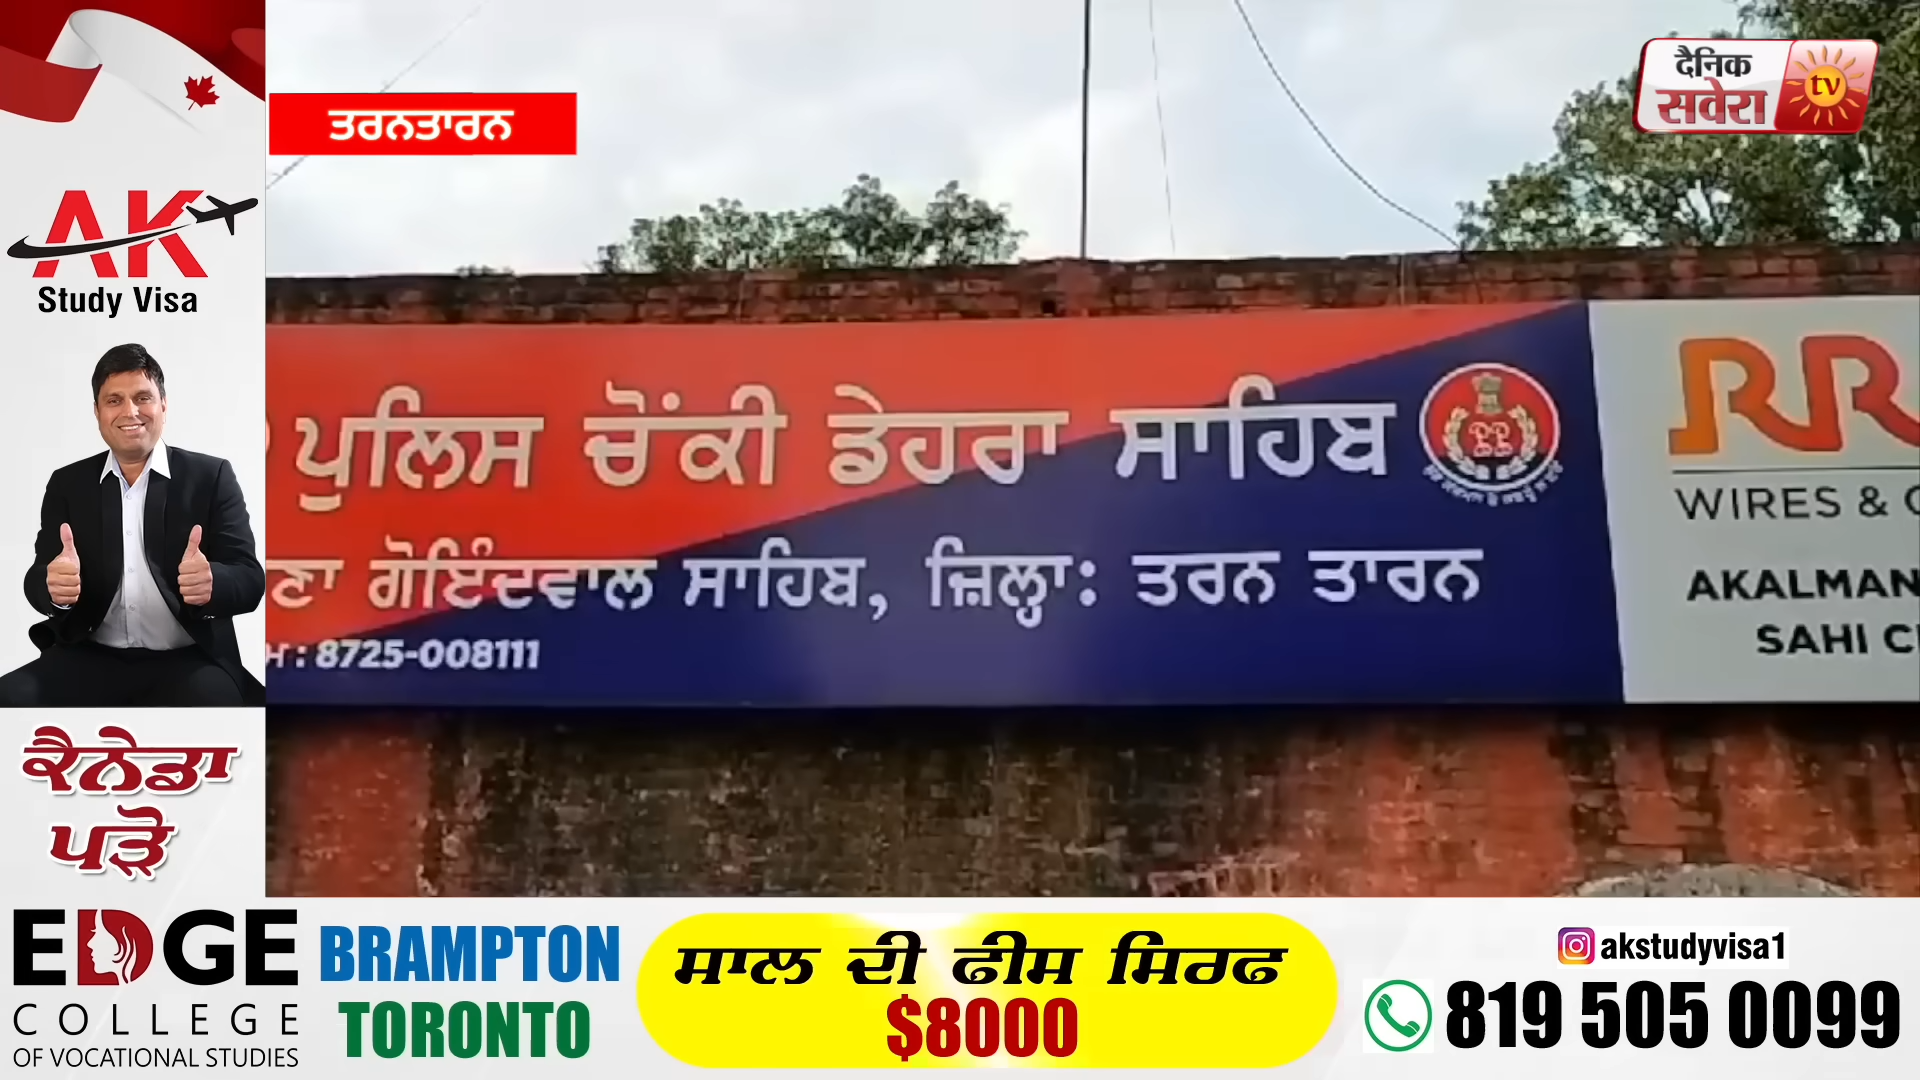 ਤਰਨਤਾਰਨ
दैनिक
सवेरा
tv
AK
Study Visa
ਪੁਲਿਸ ਚੋਂਕੀ ਡੇਹਰਾ ਸਾਹਿਬ
ਗੋਇੰਦਵਾਲ ਸਾਹਿਬ, ਜ਼ਿਲ੍ਹਾ: ਤਰਨ ਤਾਰਨ
ਮ : 8725-008111
RR
WIRES &
AKALMAN
SAHI
ਕੈਨੇਡਾ
ਪੜੋ
EDGE
COLLEGE
OF VOCATIONAL STUDIES
BRAMPTON
TORONTO
ਸਾਲ ਦੀ ਫੀਸ ਸਿਰਫ
$8000
akstudyvisa1
819 505 0099